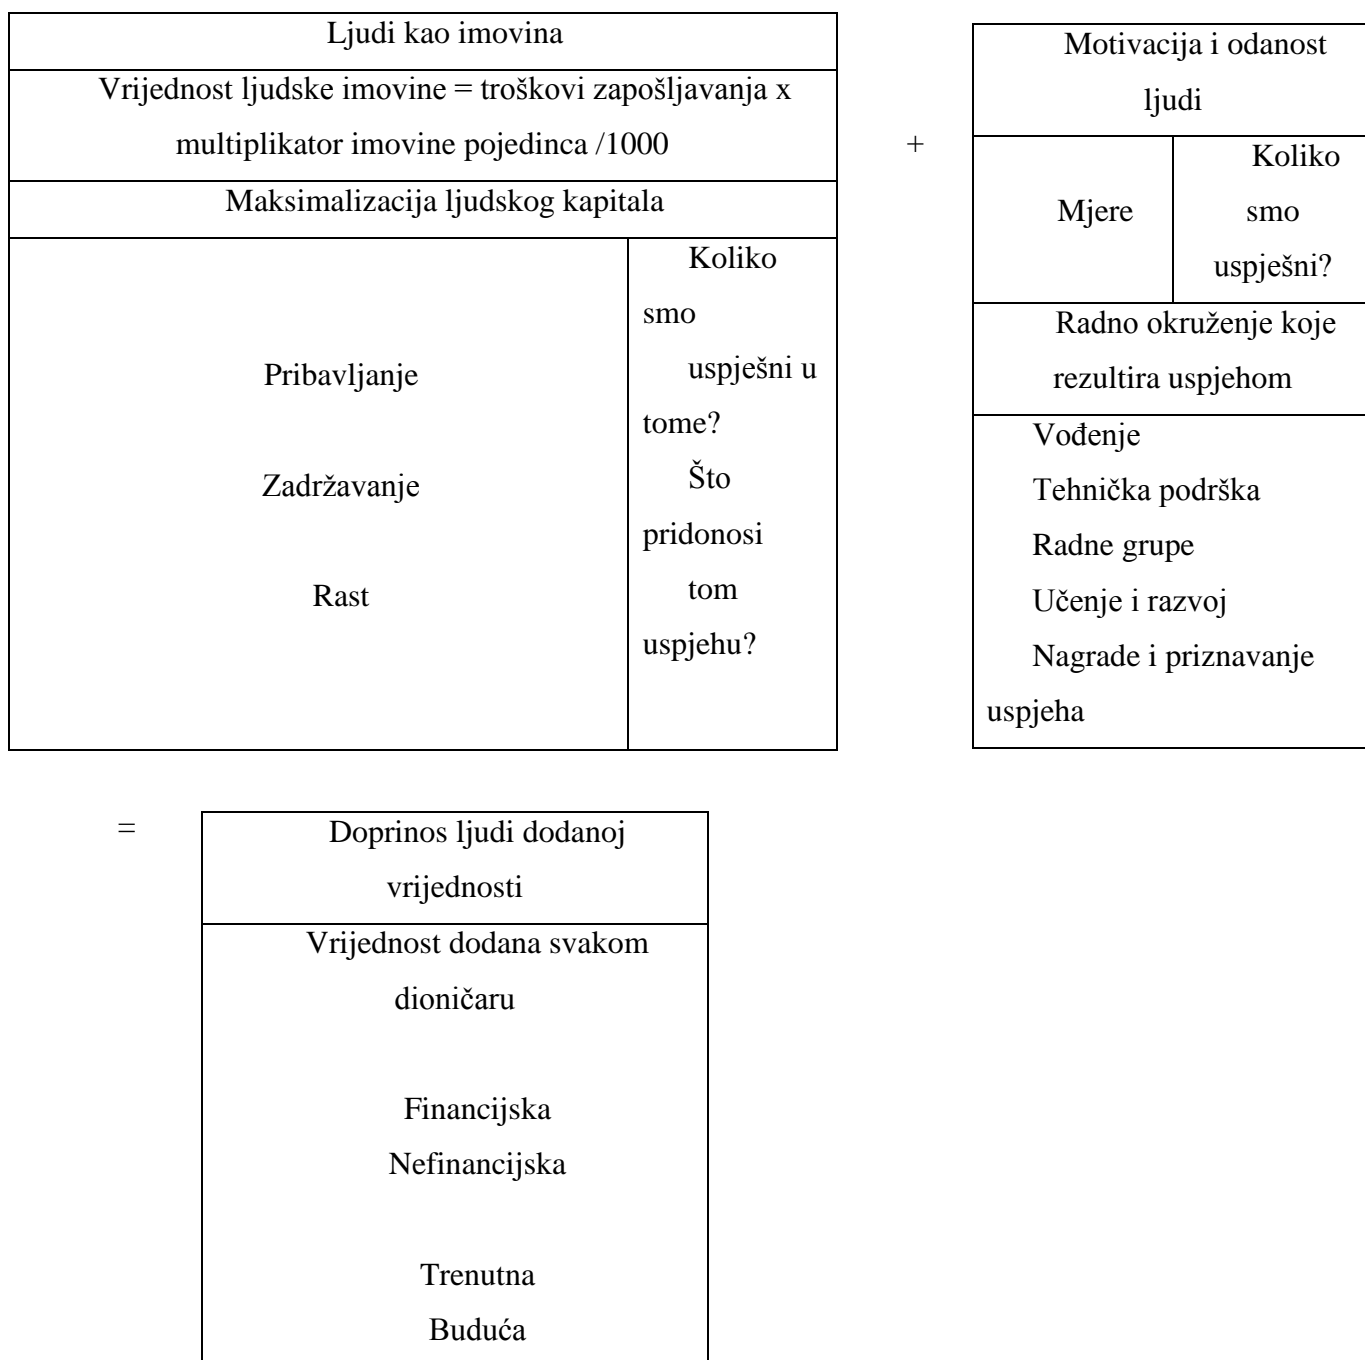 Ljudi kao imovina
Vrijednost ljudske imovine = troškovi zapošljavanja x
multiplikator imovine pojedinca /1000
Maksimalizacija ljudskog kapitala
Pribavljanje
Zadržavanje
Rast
Koliko
smo
uspješni u
tome?
Što
pridonosi
tom
uspjehu?
+
Motivacija i odanost
ljudi
Mjere
Koliko
smo
uspješni?
Radno okruženje koje
rezultira uspjehom
Vođenje
Tehnička podrška
Radne grupe
Učenje i razvoj
Nagrade i priznavanje
uspjeha
=
Doprinos ljudi dodanoj
vrijednosti
Vrijednost dodana svakom
dioničaru
Financijska
Nefinancijska
Trenutna
Buduća